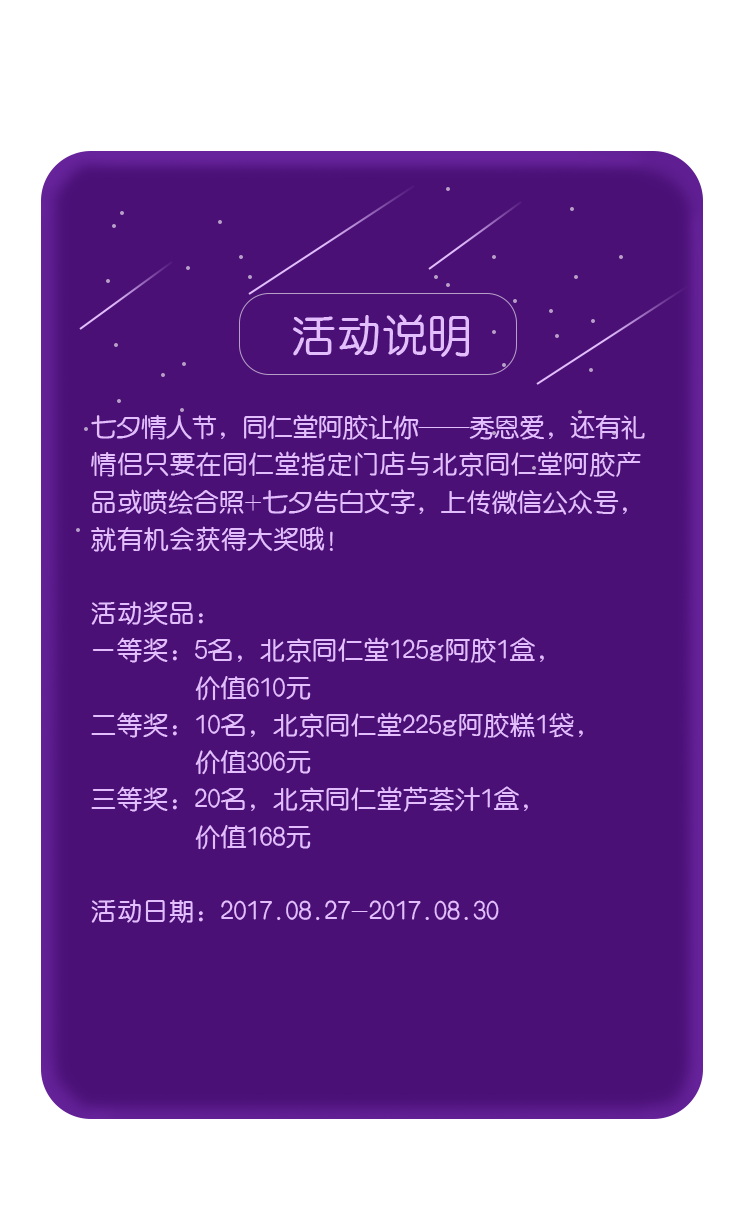 活动说明
七夕情人节，同仁堂阿胶让你——秀恩爱，还有礼
情侣只要在同仁堂指定门店与北京同仁堂阿胶产
品或喷绘合照+七夕告白文字，上传微信公众号，
就有机会获得大奖哦！
活动奖品：
一等奖：5名，北京同仁堂125g阿胶1盒，
价值610元
二等奖：10名，北京同仁堂225g阿胶糕1袋，
价值306元
三等奖：20名，北京同仁堂芦荟汁1盒，
价值168元
活动日期：2017.08.27—2017.08.30